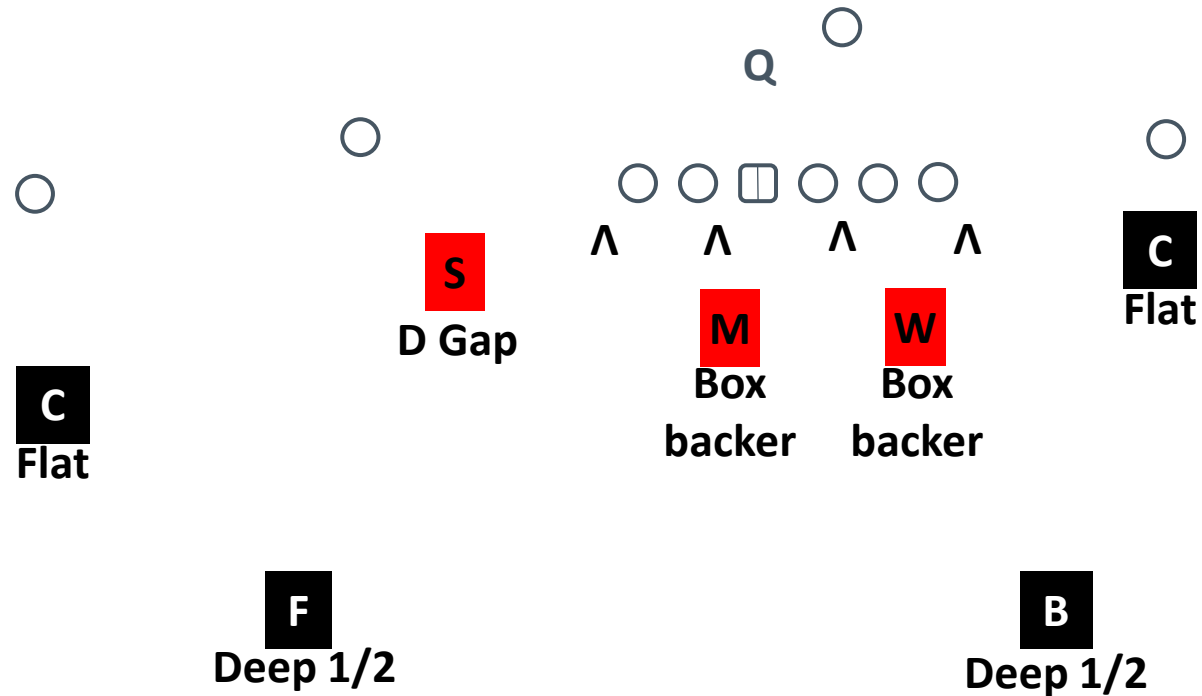 Q
Λ Λ Λ Λ
C
Flat
S
D Gap
M
Box
backer
W
Box
backer
C
Flat
F
Deep 1/2
B
Deep 1/2